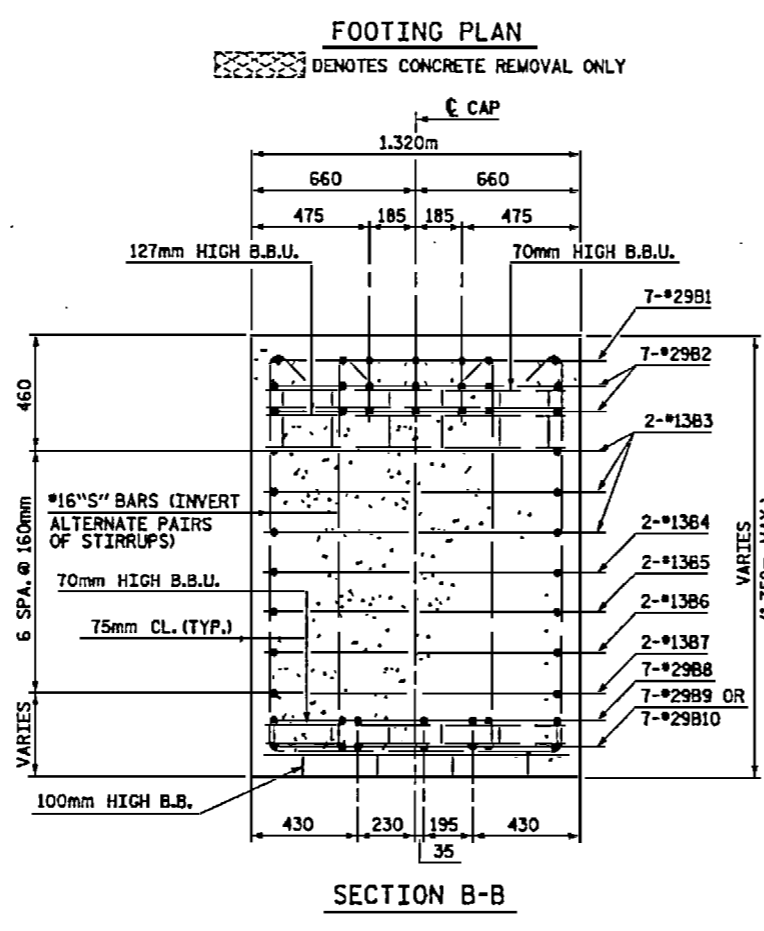 FOOTING PLAN
DENOTES CONCRETE REMOVAL ONLY
℄ CAP
1.320m
660 660
475 185 185 475
127mm HIGH B.B.U. 70mm HIGH B.B.U.
7-#29B1
7-#29B2
460
2-#13B3
#16"S" BARS (INVERT
ALTERNATE PAIRS
OF STIRRUPS)
6 SPA. @ 160mm
2-#13B4
70mm HIGH B.B.U.
2-#13B5
VARIES
2-#13B6
75mm CL.(TYP.)
2-#13B7
7-#29B8
7-#29B9 OR
7-#29B10
VARIES
100mm HIGH B.B.
430 230 195 430
35
SECTION B-B